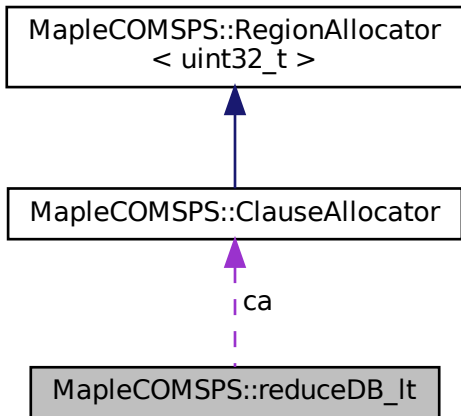 MapleCOMSPS::RegionAllocator
< uint32_t >
MapleCOMSPS::ClauseAllocator
ca
MapleCOMSPS::reduceDB_lt